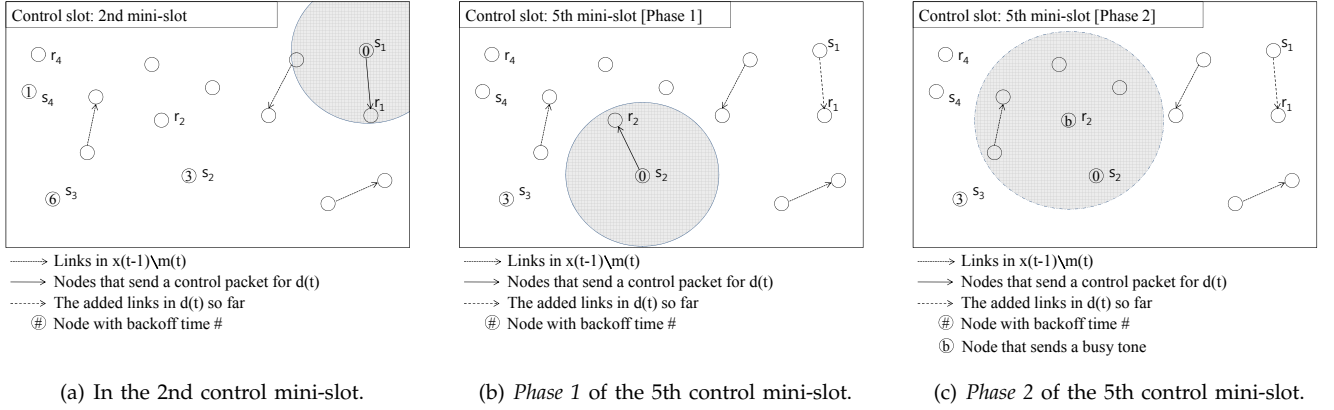 Control slot: 2nd mini-slot
s1
0
r4
1
s4
r1
r2
3
s2
6
s3
Links in x(t-1)\m(t)
Nodes that send a control packet for d(t)
The added links in d(t) so far
# Node with backoff time #
(a) In the 2nd control mini-slot.
Control slot: 5th mini-slot [Phase 1]
s1
r4
s4
r1
r2
0
s2
3
s3
Links in x(t-1)\m(t)
Nodes that send a control packet for d(t)
The added links in d(t) so far
# Node with backoff time #
(b) Phase 1 of the 5th control mini-slot.
Control slot: 5th mini-slot [Phase 2]
s1
r4
s4
r1
b r2
0
s2
3
s3
Links in x(t-1)\m(t)
Nodes that send a control packet for d(t)
The added links in d(t) so far
# Node with backoff time #
b Node that sends a busy tone
(c) Phase 2 of the 5th control mini-slot.